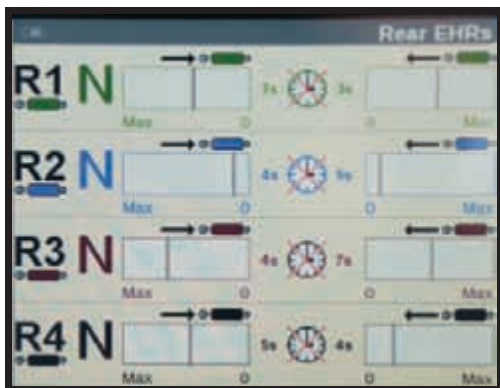 Rear EHRs
R1 N 1s 3s
Max 0 0 Max
R2 N 4s 9s
Max 0 0 Max
R3 N 4s 7s
Max 0 0 Max
R4 N 5s 4s
Max 0 0 Max